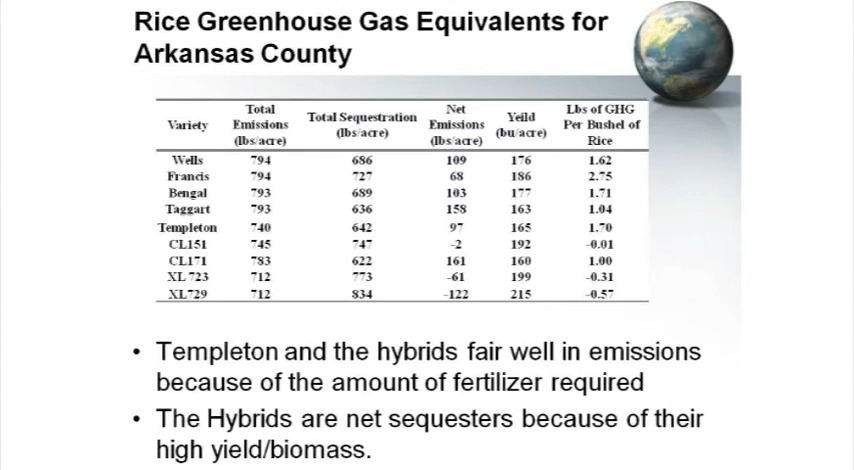 Rice Greenhouse Gas Equivalents for
Arkansas County
Variety Total Emissions (lbs/acre) Total Sequestration (lbs/acre) Net Emissions (lbs/acre) Yeild (bu/acre) Lbs of GHG Per Bushel of Rice
Wells 794 686 109 176 1.62
Francis 794 727 68 186 2.75
Bengal 793 689 103 177 1.71
Taggart 793 636 158 163 1.04
Templeton 740 642 97 165 1.70
CL151 745 747 -2 192 -0.01
CL171 783 622 161 160 1.00
XL 723 712 773 -61 199 -0.31
XL729 712 834 -122 215 -0.57
• Templeton and the hybrids fair well in emissions
because of the amount of fertilizer required
• The Hybrids are net sequesters because of their
high yield/biomass.